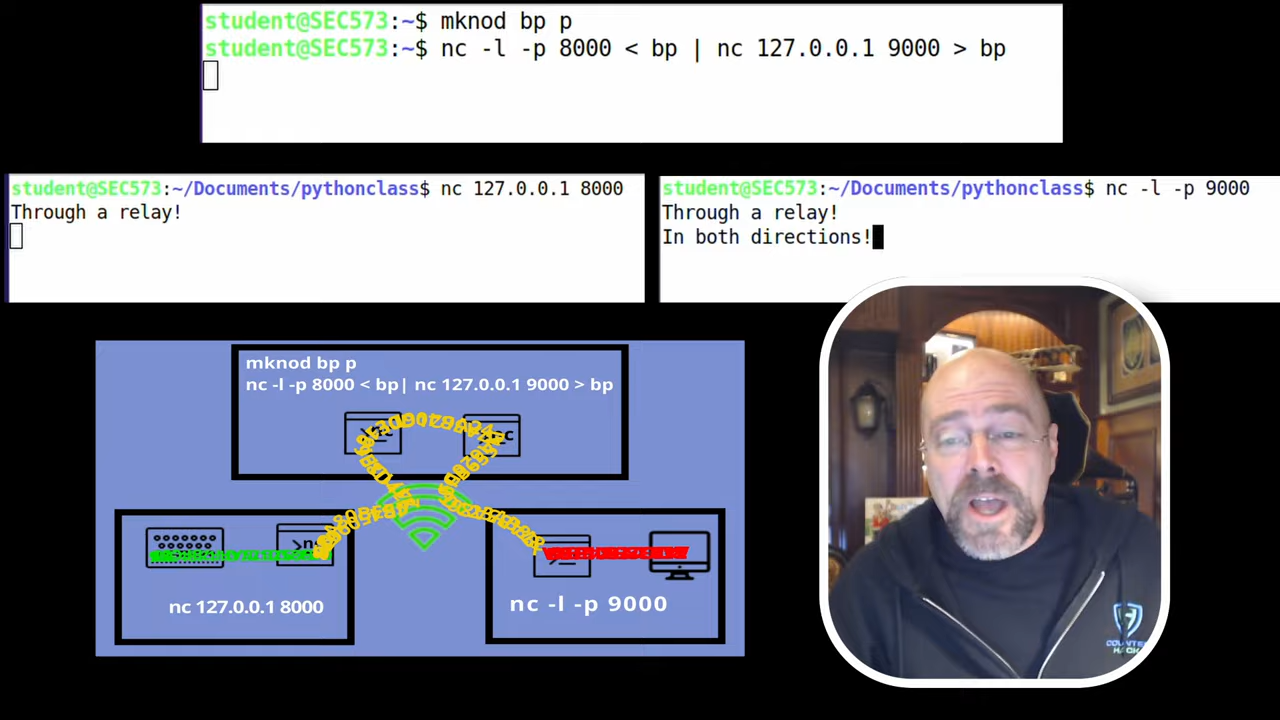 student@SEC573:~$ mknod bp p
student@SEC573:~$ nc -l -p 8000 < bp | nc 127.0.0.1 9000 > bp
student@SEC573:~/Documents/pythonclass$ nc 127.0.0.1 8000
Through a relay!
student@SEC573:~/Documents/pythonclass$ nc -l -p 9000
Through a relay!
In both directions!
mknod bp p
nc -l -p 8000 < bp| nc 127.0.0.1 9000 > bp
nc 127.0.0.1 8000
nc -l -p 9000
COUNTER
HACK